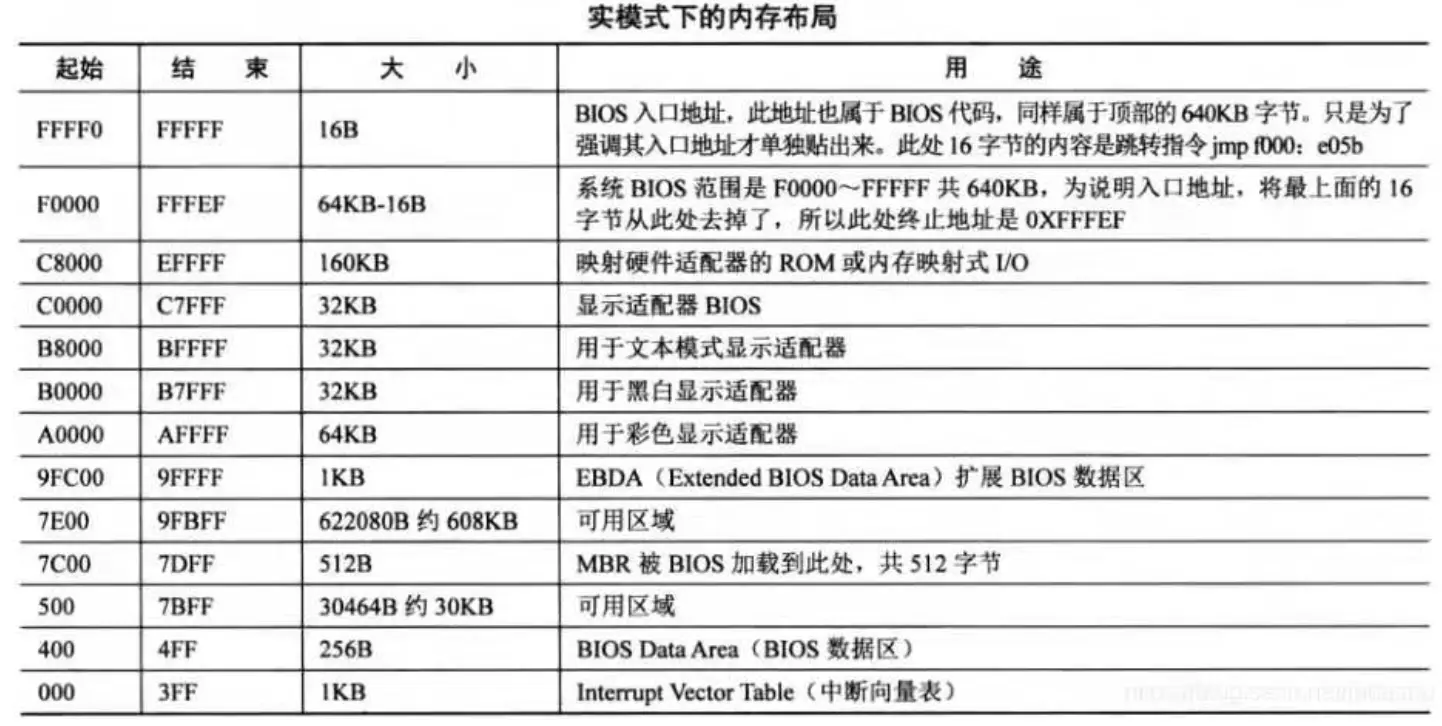 实模式下的内存布局
起始 结 束 大 小 用 途
FFFF0 FFFFF 16B BIOS 入口地址，此地址也属于 BIOS 代码，同样属于顶部的 640KB 字节。只是为了
强调其入口地址才单独贴出来。此处 16 字节的内容是跳转指令 jmp f000：e05b
F0000 FFFEF 64KB-16B 系统 BIOS 范围是 F0000～FFFFF 共 640KB，为说明入口地址，将最上面的 16
字节从此处去掉了，所以此处终止地址是 0XFFFEF
C8000 EFFFF 160KB 映射硬件适配器的 ROM 或内存映射式 I/O
C0000 C7FFF 32KB 显示适配器 BIOS
B8000 BFFFF 32KB 用于文本模式显示适配器
B0000 B7FFF 32KB 用于黑白显示适配器
A0000 AFFFF 64KB 用于彩色显示适配器
9FC00 9FFFF 1KB EBDA（Extended BIOS Data Area）扩展 BIOS 数据区
7E00 9FBFF 622080B 约 608KB 可用区域
7C00 7DFF 512B MBR 被 BIOS 加载到此处，共 512 字节
500 7BFF 30464B 约 30KB 可用区域
400 4FF 256B BIOS Data Area（BIOS 数据区）
000 3FF 1KB Interrupt Vector Table（中断向量表）